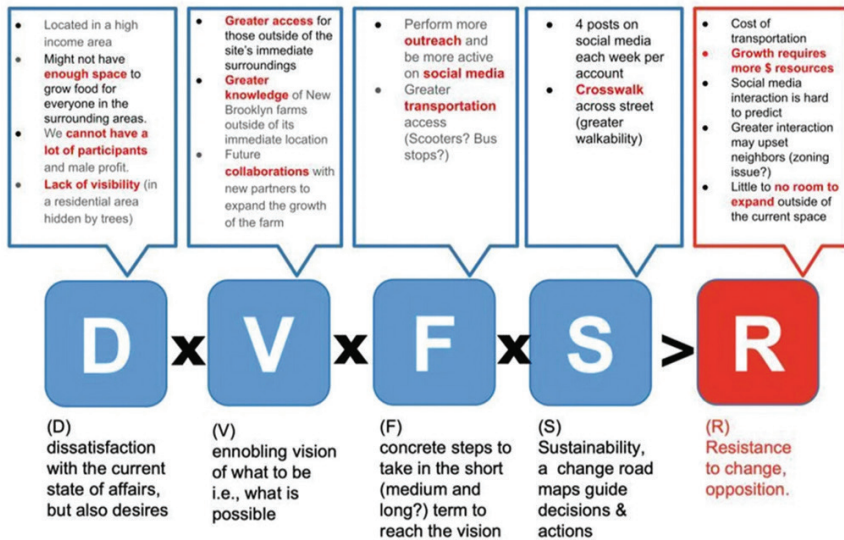 • Located in a high
income area
• Might not have
enough space to
grow food for
everyone in the
surrounding areas.
• We cannot have a
lot of participants
and male profit.
• Lack of visibility (in
a residential area
hidden by trees)
• Greater access for
those outside of the
site's immediate
surroundings
• Greater
knowledge of New
Brooklyn farms
outside of its
immediate location
• Future
collaborations with
new partners to
expand the growth
of the farm
• Perform more
outreach and
be more active
on social media
• Greater
transportation
access
(Scooters? Bus
stops?)
• 4 posts on
social media
each week per
account
• Crosswalk
across street
(greater
walkability)
• Cost of
transportation
• Growth requires
more $ resources
• Social media
interaction is hard
to predict
• Greater interaction
may upset
neighbors (zoning
issue?)
• Little to no room to
expand outside of
the current space
D x V x F x S > R
(D)
dissatisfaction
with the current
state of affairs,
but also desires
(V)
ennobling vision
of what to be
i.e., what is
possible
(F)
concrete steps to
take in the short
(medium and
long?) term to
reach the vision
(S)
Sustainability,
a change road
maps guide
decisions &
actions
(R)
Resistance
to change,
opposition.